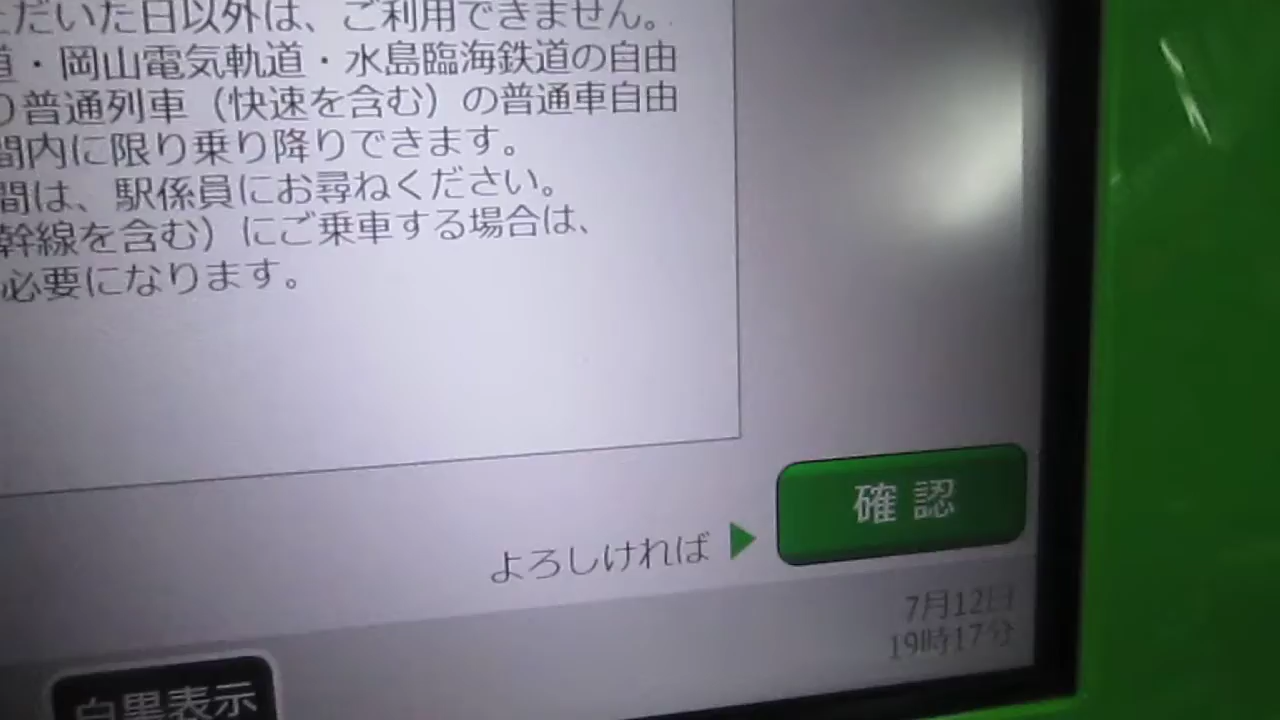 だいた日以外は、ご利用できません。
道・岡山電気軌道・水島臨海鉄道の自由
り普通列車（快速を含む）の普通車自由
間内に限り乗り降りできます。
間は、駅係員にお尋ねください。
幹線を含む）にご乗車する場合は、
必要になります。
よろしければ
確認
7月12日
19時17分
白黒表示